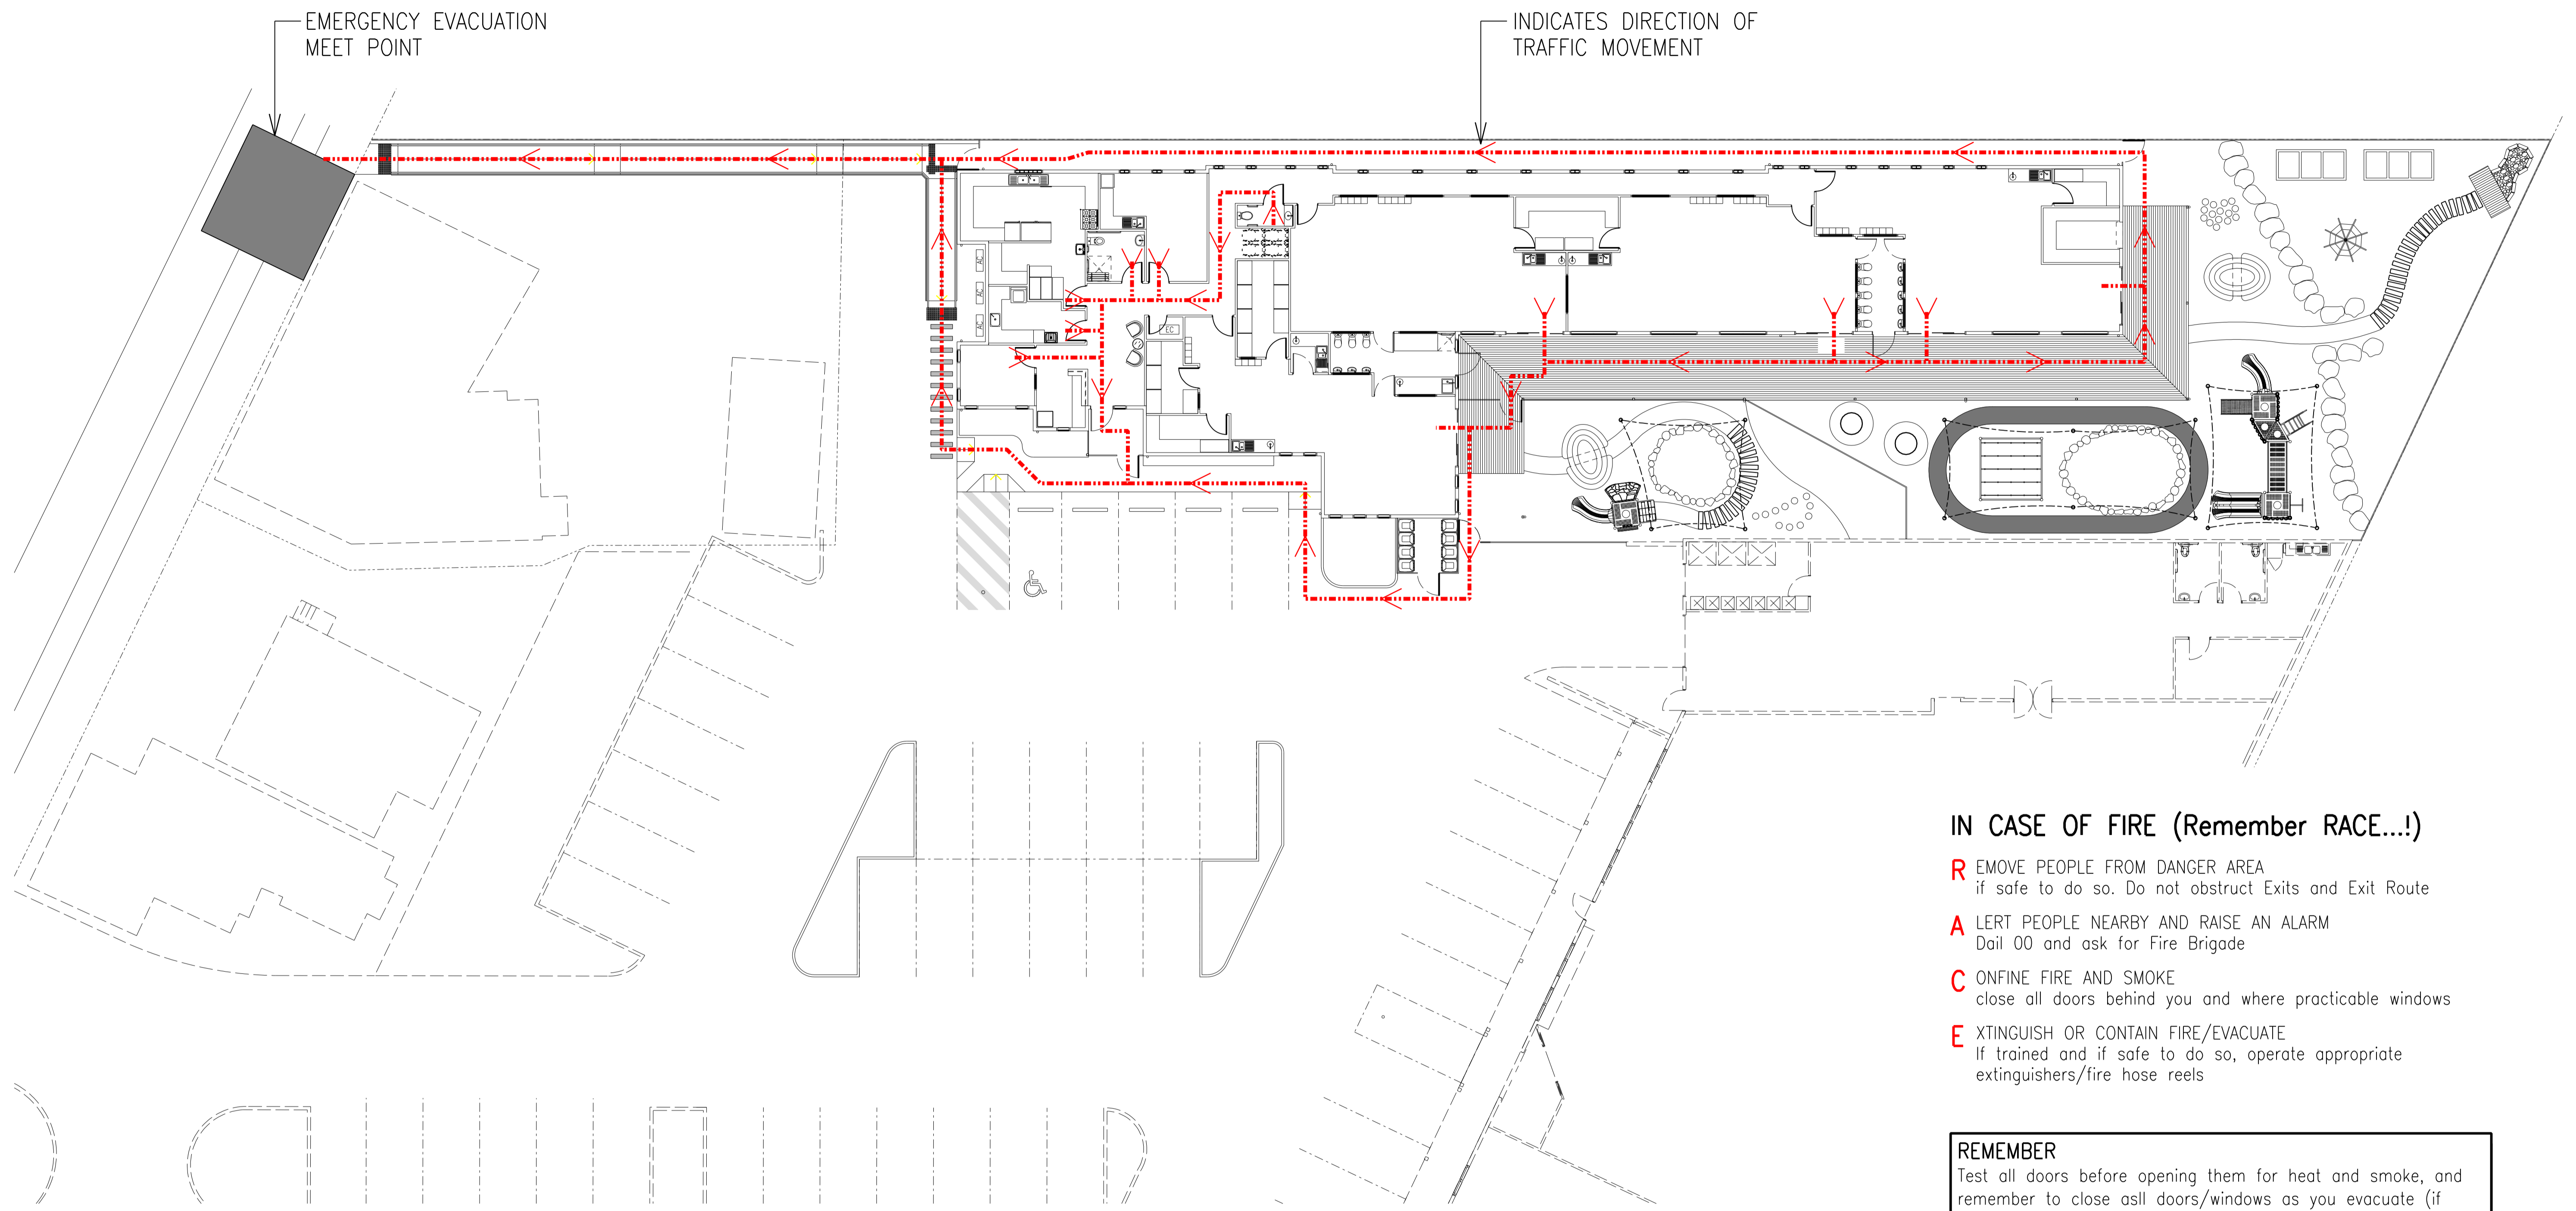 EMERGENCY EVACUATION
MEET POINT
INDICATES DIRECTION OF
TRAFFIC MOVEMENT
AC
AC
AC
EC
IN CASE OF FIRE (Remember RACE...!)
R EMOVE PEOPLE FROM DANGER AREA
if safe to do so. Do not obstruct Exits and Exit Route
A LERT PEOPLE NEARBY AND RAISE AN ALARM
Dail 00 and ask for Fire Brigade
C ONFINE FIRE AND SMOKE
close all doors behind you and where practicable windows
E XTINGUISH OR CONTAIN FIRE/EVACUATE
If trained and if safe to do so, operate appropriate
extinguishers/fire hose reels
REMEMBER
Test all doors before opening them for heat and smoke, and
remember to close asll doors/windows as you evacuate (if